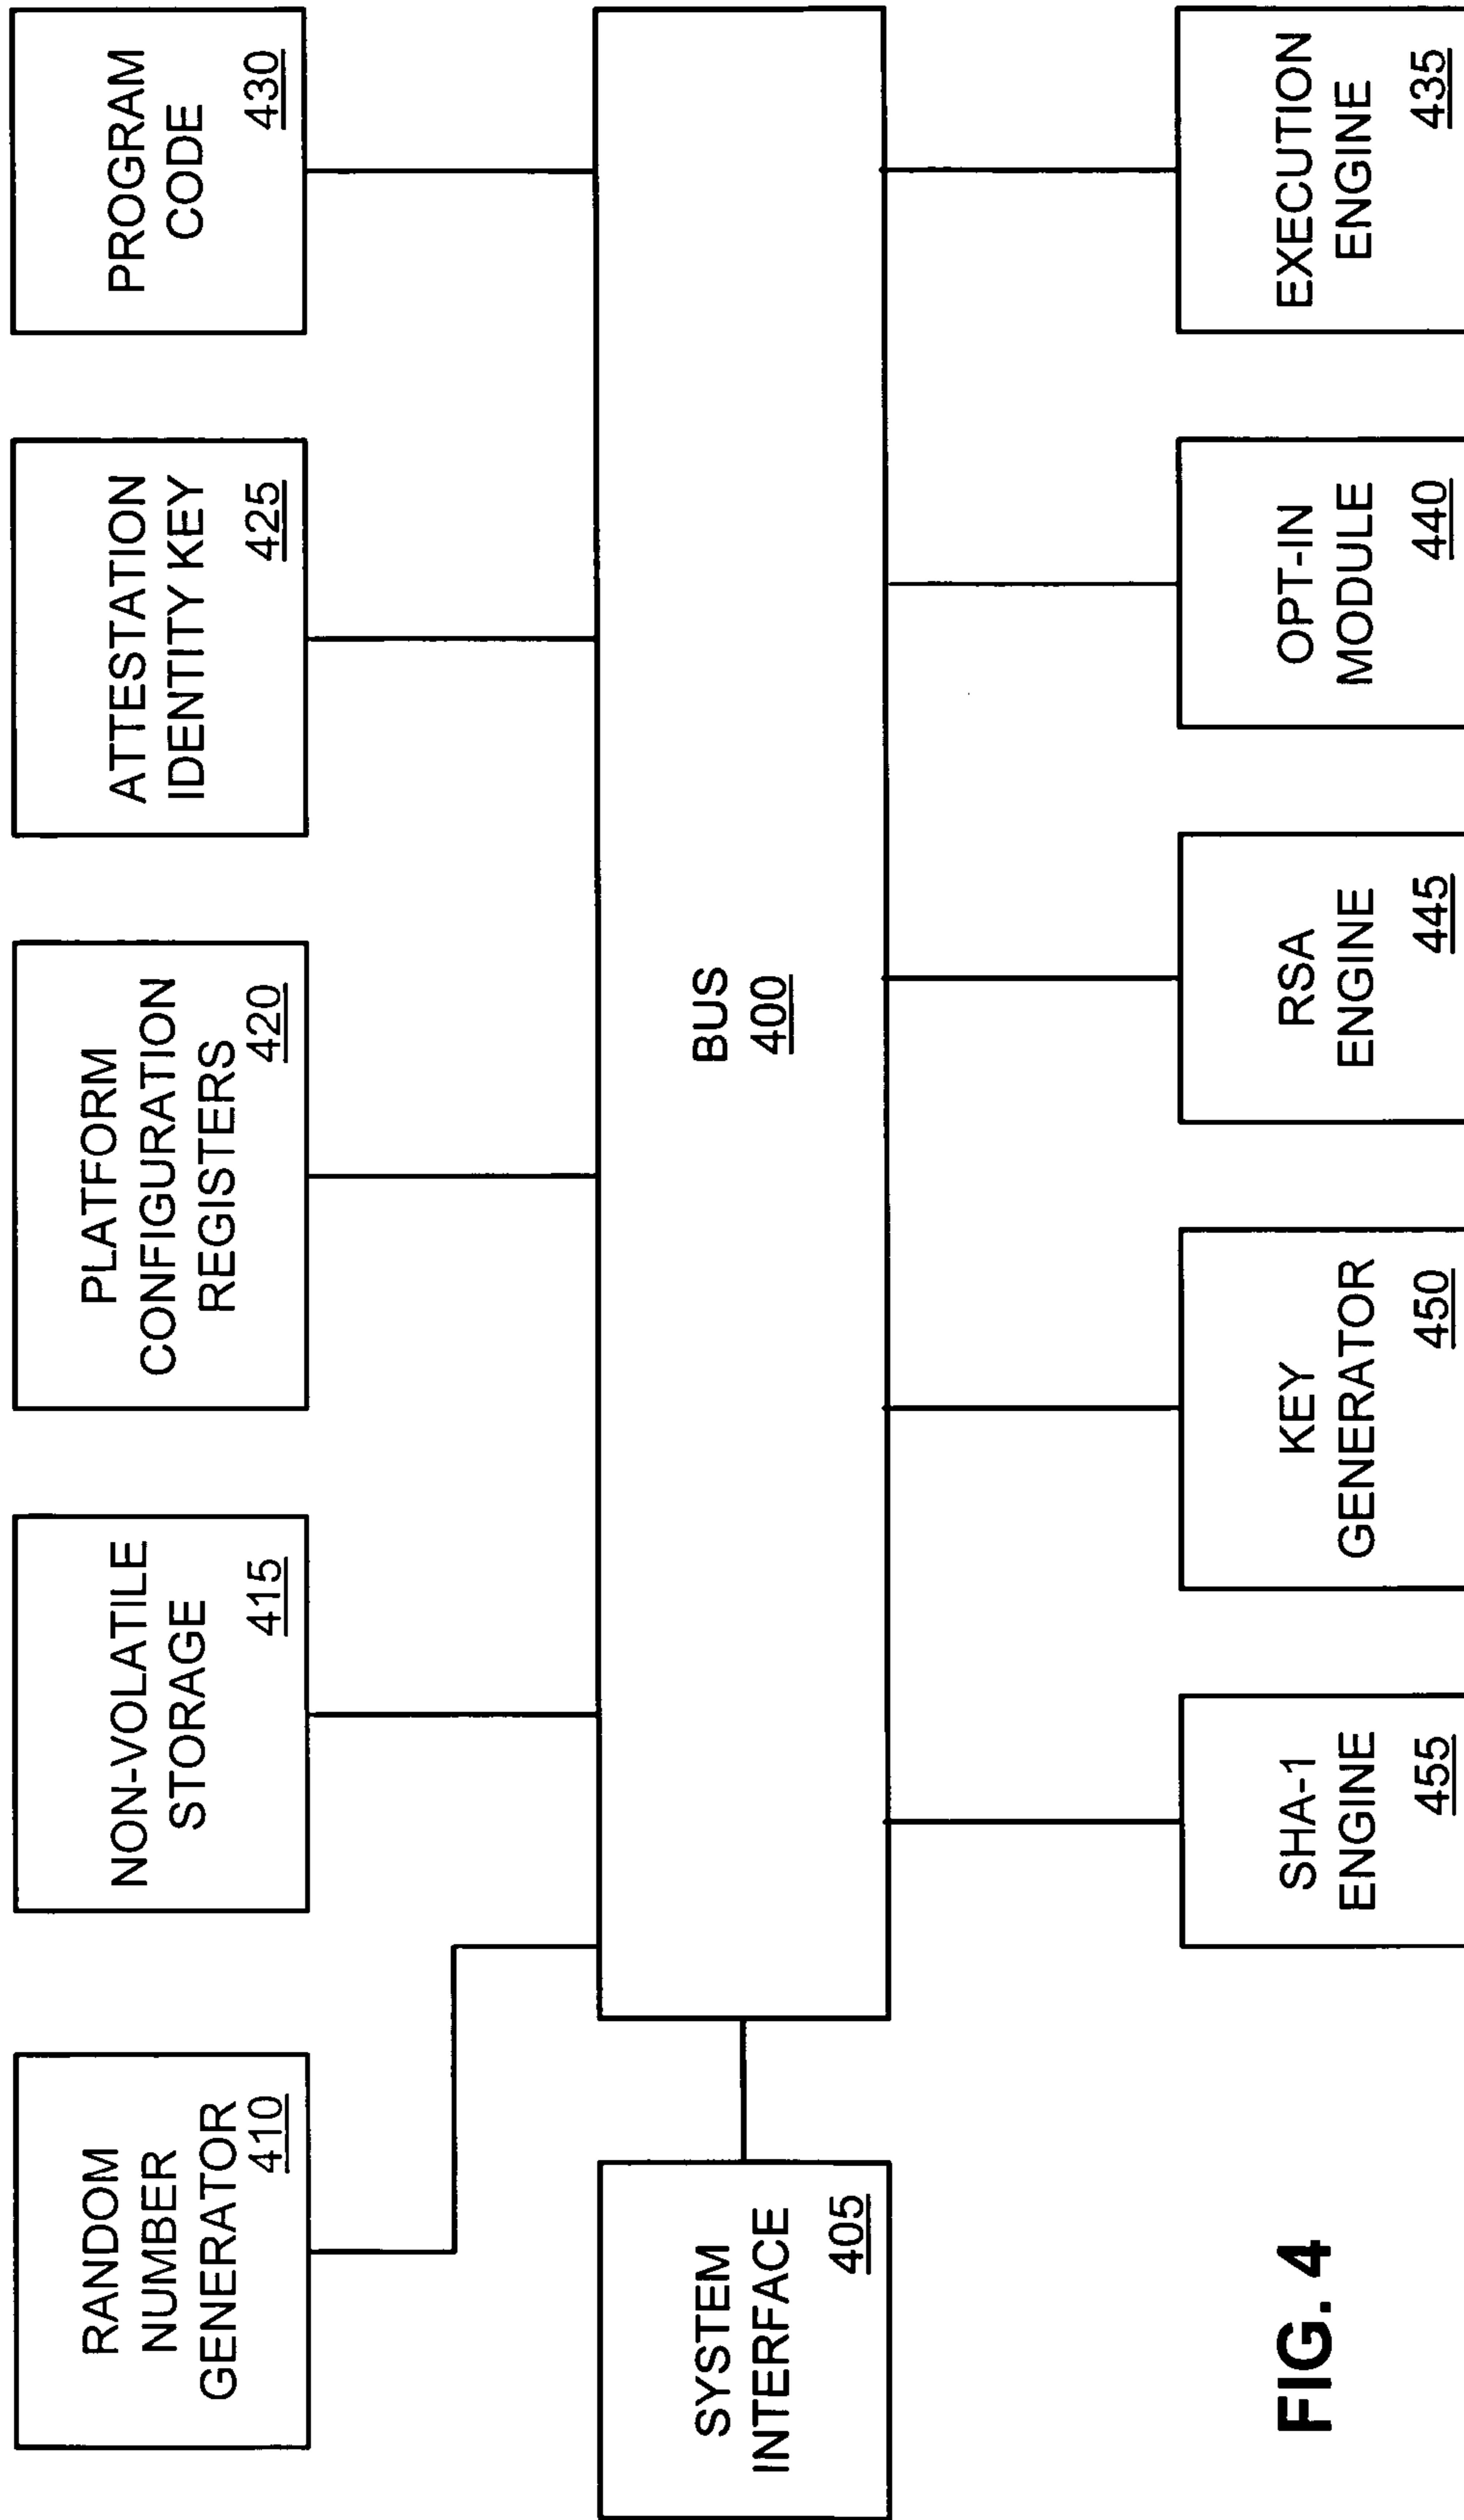 RANDOM
NUMBER
GENERATOR
410
NON-VOLATILE
STORAGE
415
PLATFORM
CONFIGURATION
REGISTERS
420
ATTESTATION
IDENTITY KEY
425
PROGRAM
CODE
430
SYSTEM
INTERFACE
405
BUS
400
SHA-1
ENGINE
455
KEY
GENERATOR
450
RSA
ENGINE
445
OPT-IN
MODULE
440
EXECUTION
ENGINE
435
FIG. 4